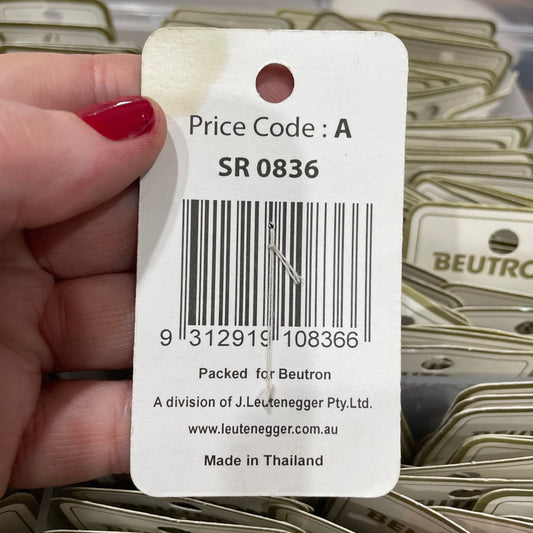 Price Code : A
SR 0836
9 312919 108366
Packed for Beutron
A division of J.Leutenegger Pty.Ltd.
www.leutenegger.com.au
Made in Thailand
BEUTRON